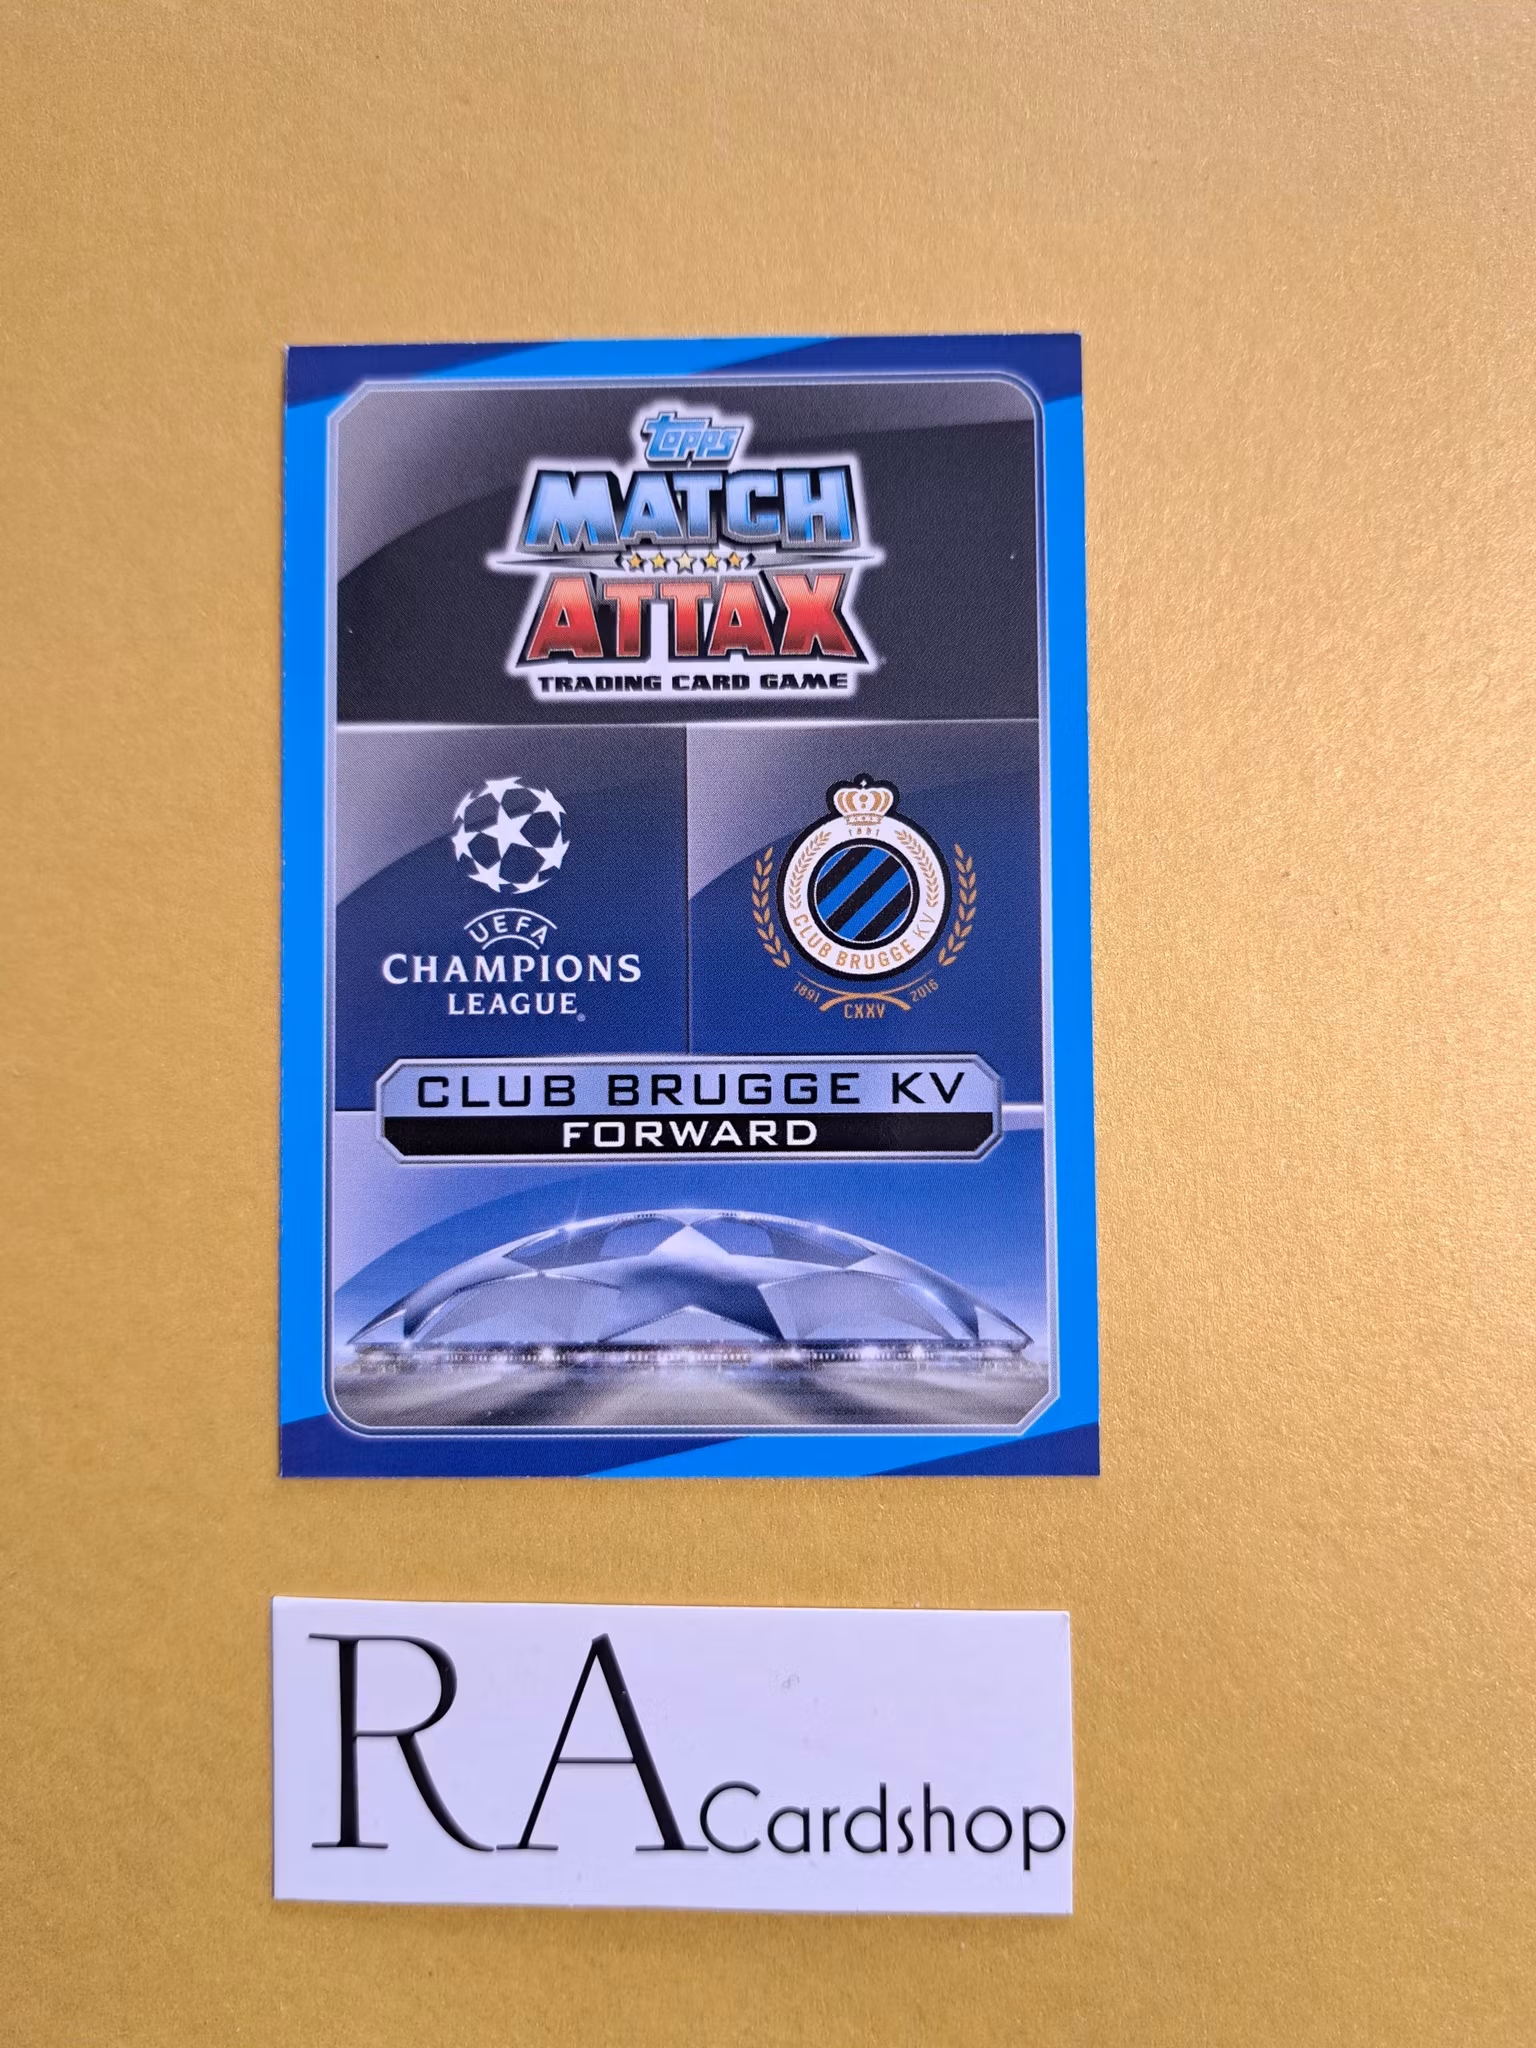 topps
MATCH
ATTAX
TRADING CARD GAME
UEFA
CHAMPIONS
LEAGUE®
1891
CLUB BRUGGE KV
1891 2016
CXXV
CLUB BRUGGE KV
FORWARD
RA Cardshop